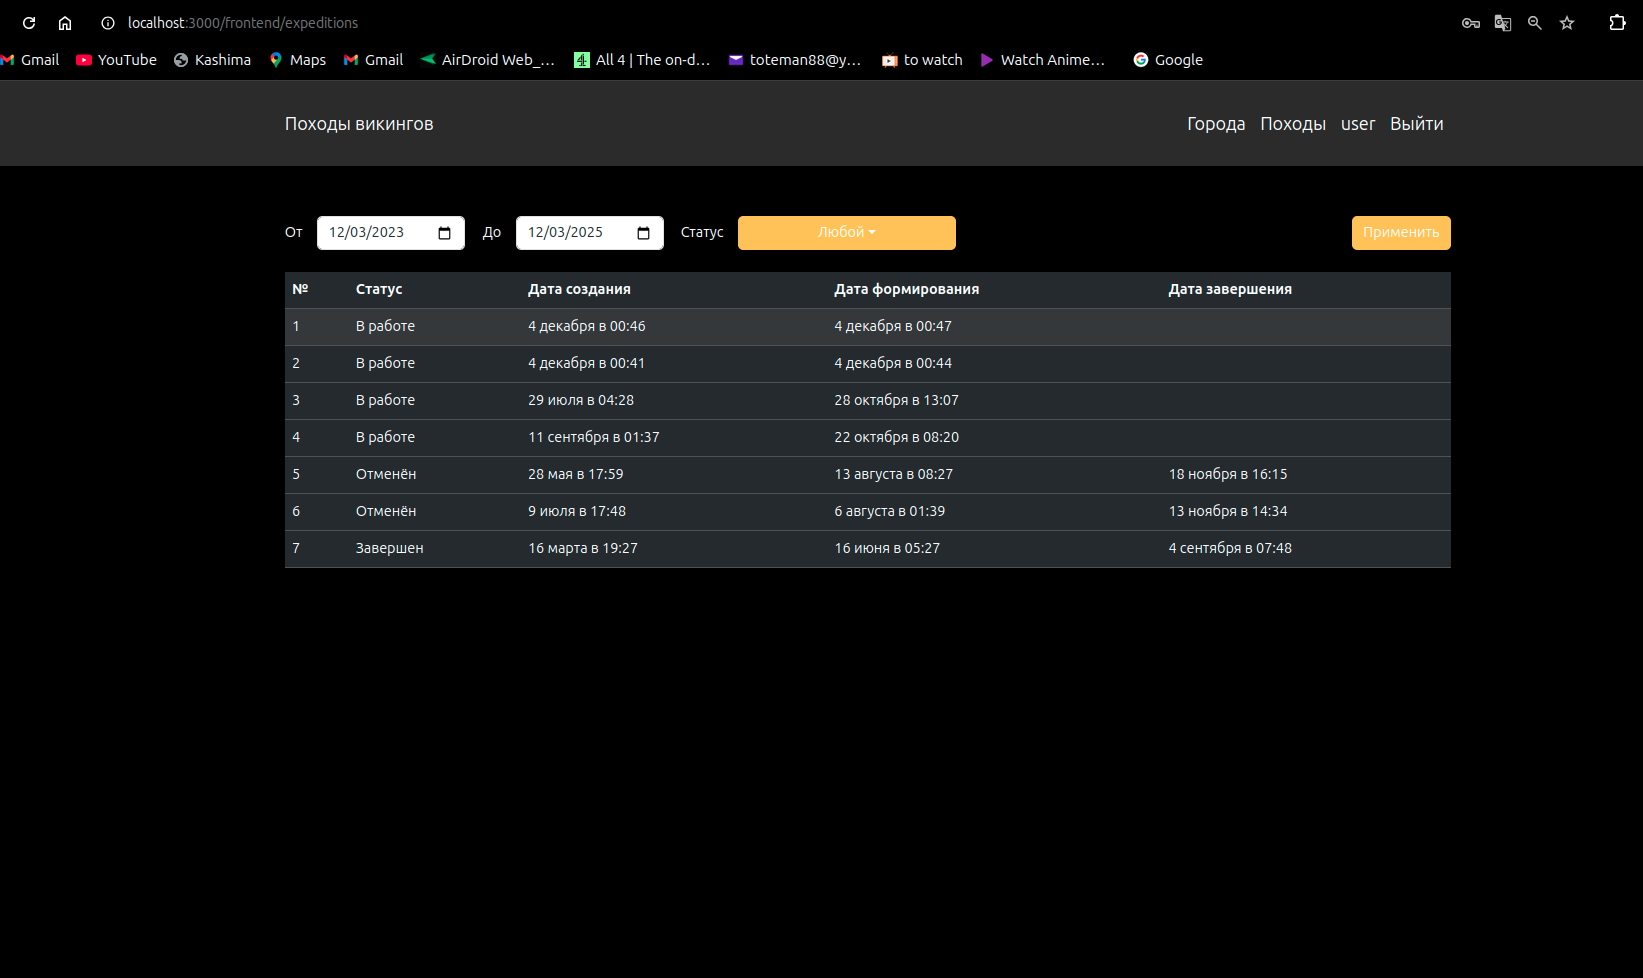 localhost:3000/frontend/expeditions
Gmail YouTube Kashima Maps Gmail AirDroid Web_... All 4 | The on-d... toteman88@y... to watch Watch Anime... Google
Походы викингов Города Походы user Выйти
От 12/03/2023 До 12/03/2025 Статус Любой Применить
№ Статус Дата создания Дата формирования Дата завершения
1 В работе 4 декабря в 00:46 4 декабря в 00:47
2 В работе 4 декабря в 00:41 4 декабря в 00:44
3 В работе 29 июля в 04:28 28 октября в 13:07
4 В работе 11 сентября в 01:37 22 октября в 08:20
5 Отменён 28 мая в 17:59 13 августа в 08:27 18 ноября в 16:15
6 Отменён 9 июля в 17:48 6 августа в 01:39 13 ноября в 14:34
7 Завершен 16 марта в 19:27 16 июня в 05:27 4 сентября в 07:48